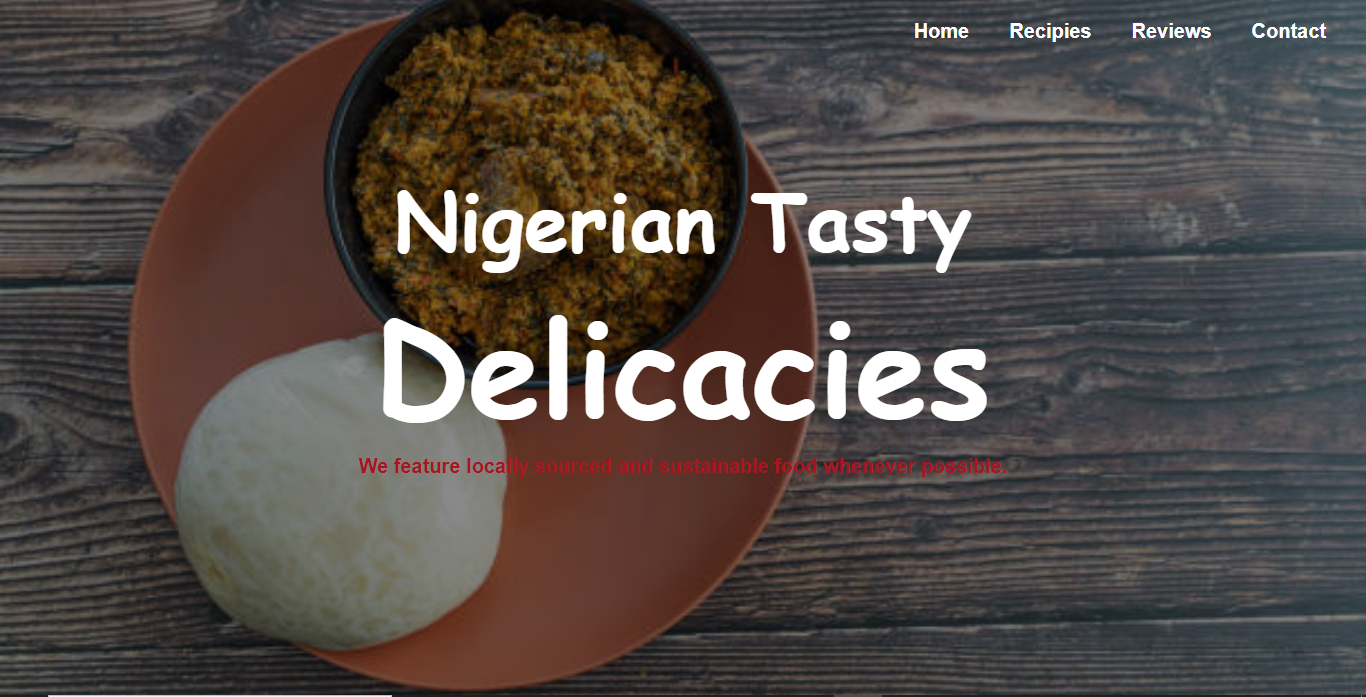 Home Recipies Reviews Contact
Nigerian Tasty
Delicacies
We feature locally sourced and sustainable food whenever possible.